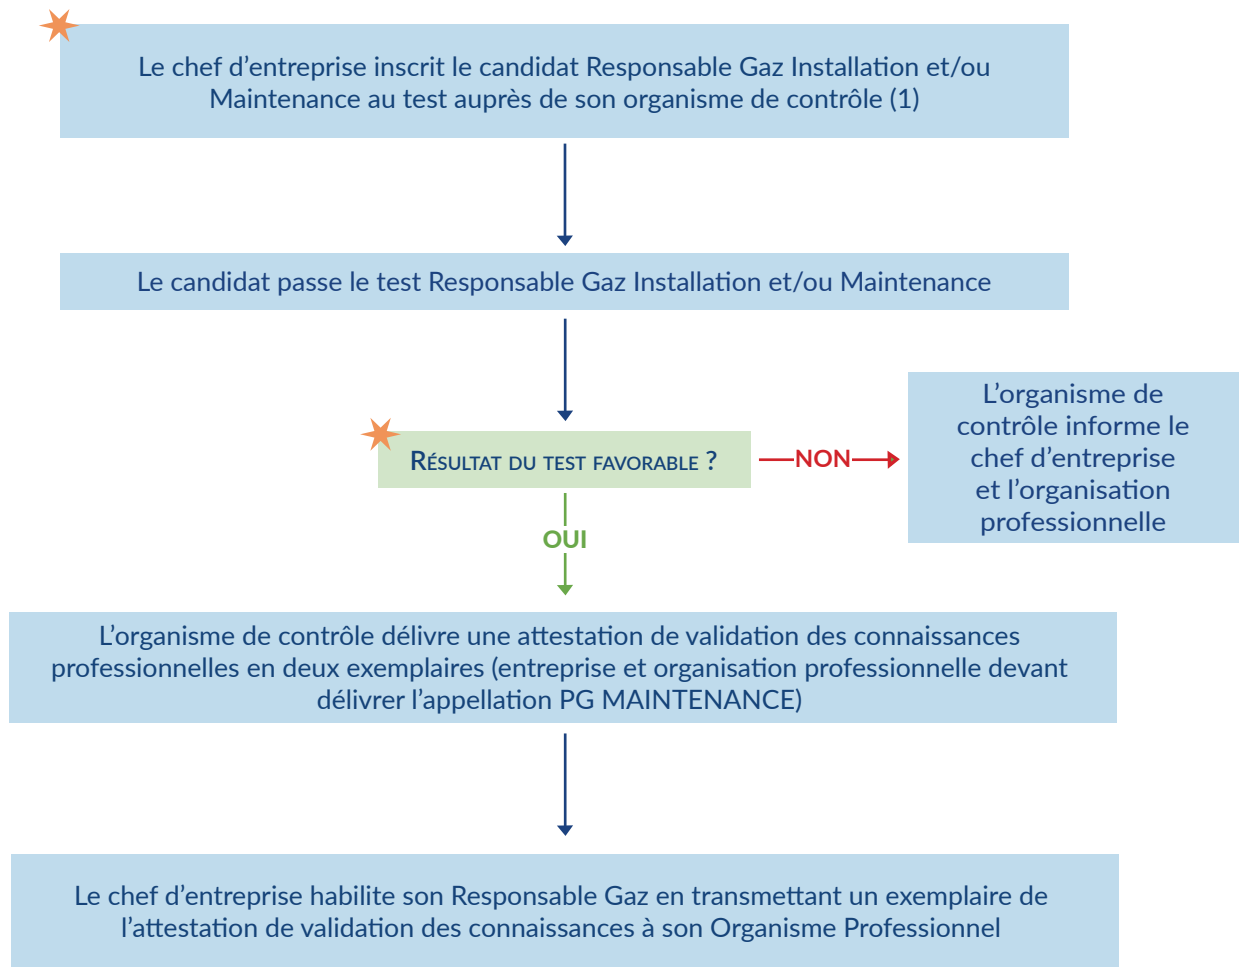 Le chef d’entreprise inscrit le candidat Responsable Gaz Installation et/ou
Maintenance au test auprès de son organisme de contrôle (1)
Le candidat passe le test Responsable Gaz Installation et/ou Maintenance
Résultat du test favorable ?
NON
L’organisme de
contrôle informe le
chef d’entreprise
et l’organisation
professionnelle
OUI
L’organisme de contrôle délivre une attestation de validation des connaissances
professionnelles en deux exemplaires (entreprise et organisation professionnelle devant
délivrer l’appellation PG MAINTENANCE)
Le chef d’entreprise habilite son Responsable Gaz en transmettant un exemplaire de
l’attestation de validation des connaissances à son Organisme Professionnel